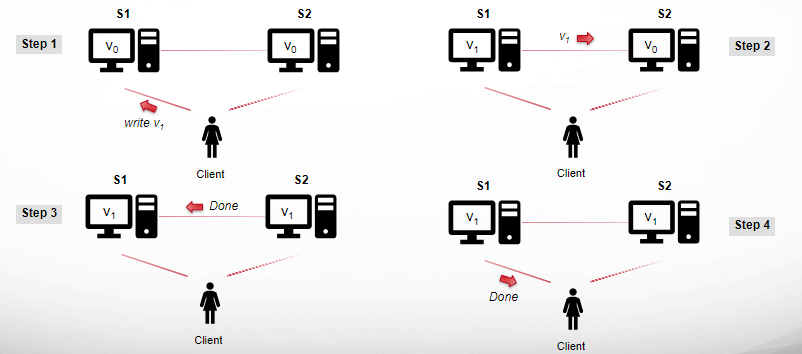 S1 S2
Step 1
V0 V0
write v1
Client
S1 S2
v1
Step 2
V1 V0
Client
S1 S2
Step 3
Done
V1 V1
Client
S1 S2
Step 4
V1 V1
Done
Client